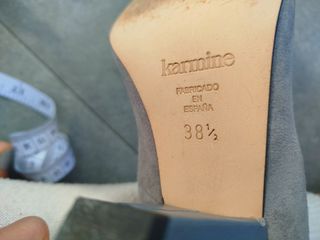 karmine
FABRICADO
EN
ESPAÑA
38½